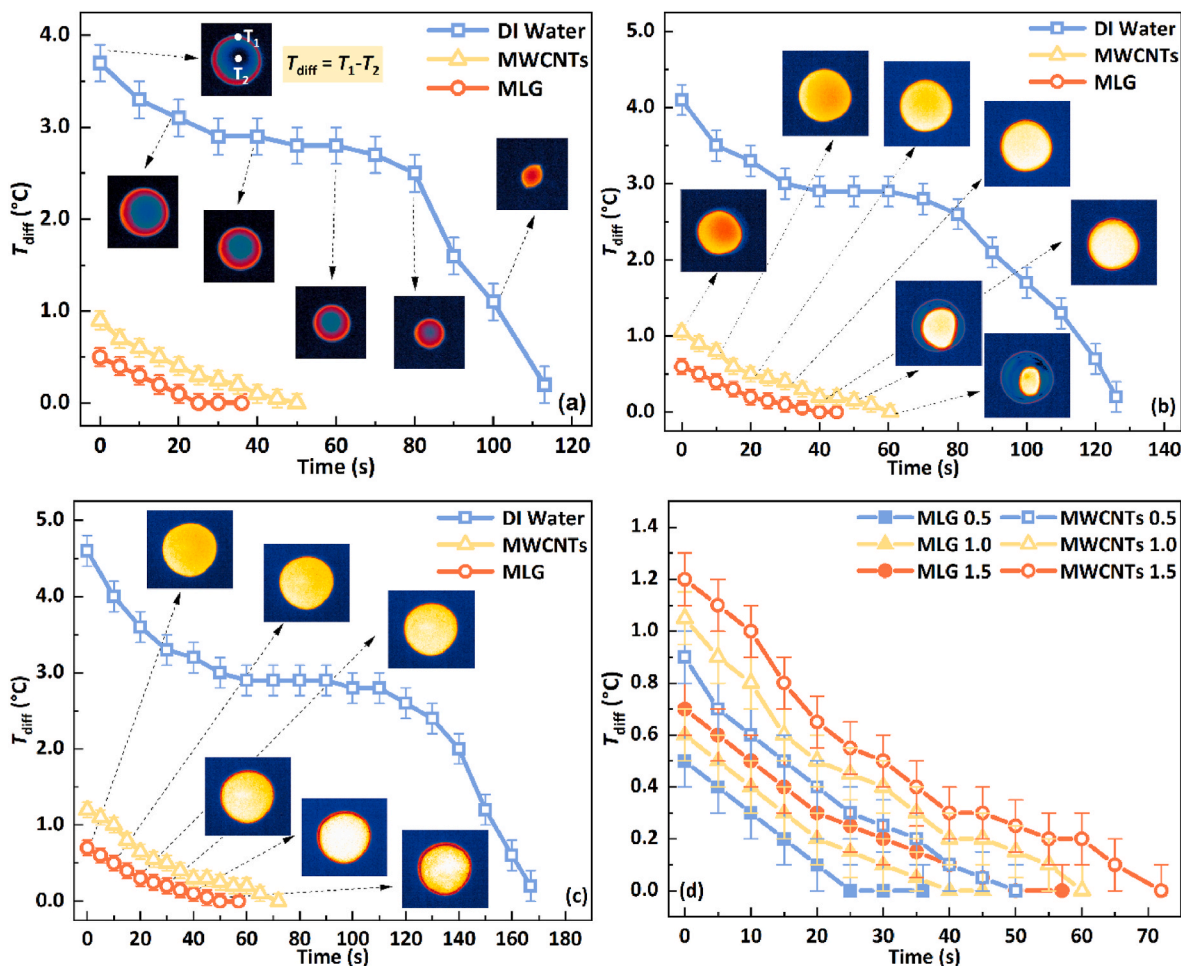 DI Water
MWCNTs
MLG
T1
T2
Tdiff = T1-T2
Tdiff (°C)
4.0
3.0
2.0
1.0
0.0
(a)
0 20 40 60 80 100 120
Time (s)
DI Water
MWCNTs
MLG
Tdiff (°C)
5.0
4.0
3.0
2.0
1.0
0.0
(b)
0 20 40 60 80 100 120 140
Time (s)
DI Water
MWCNTs
MLG
Tdiff (°C)
5.0
4.0
3.0
2.0
1.0
0.0
(c)
0 20 40 60 80 100 120 140 160 180
Time (s)
MLG 0.5 MWCNTs 0.5
MLG 1.0 MWCNTs 1.0
MLG 1.5 MWCNTs 1.5
Tdiff (°C)
1.4
1.2
1.0
0.8
0.6
0.4
0.2
0.0
(d)
0 10 20 30 40 50 60 70
Time (s)